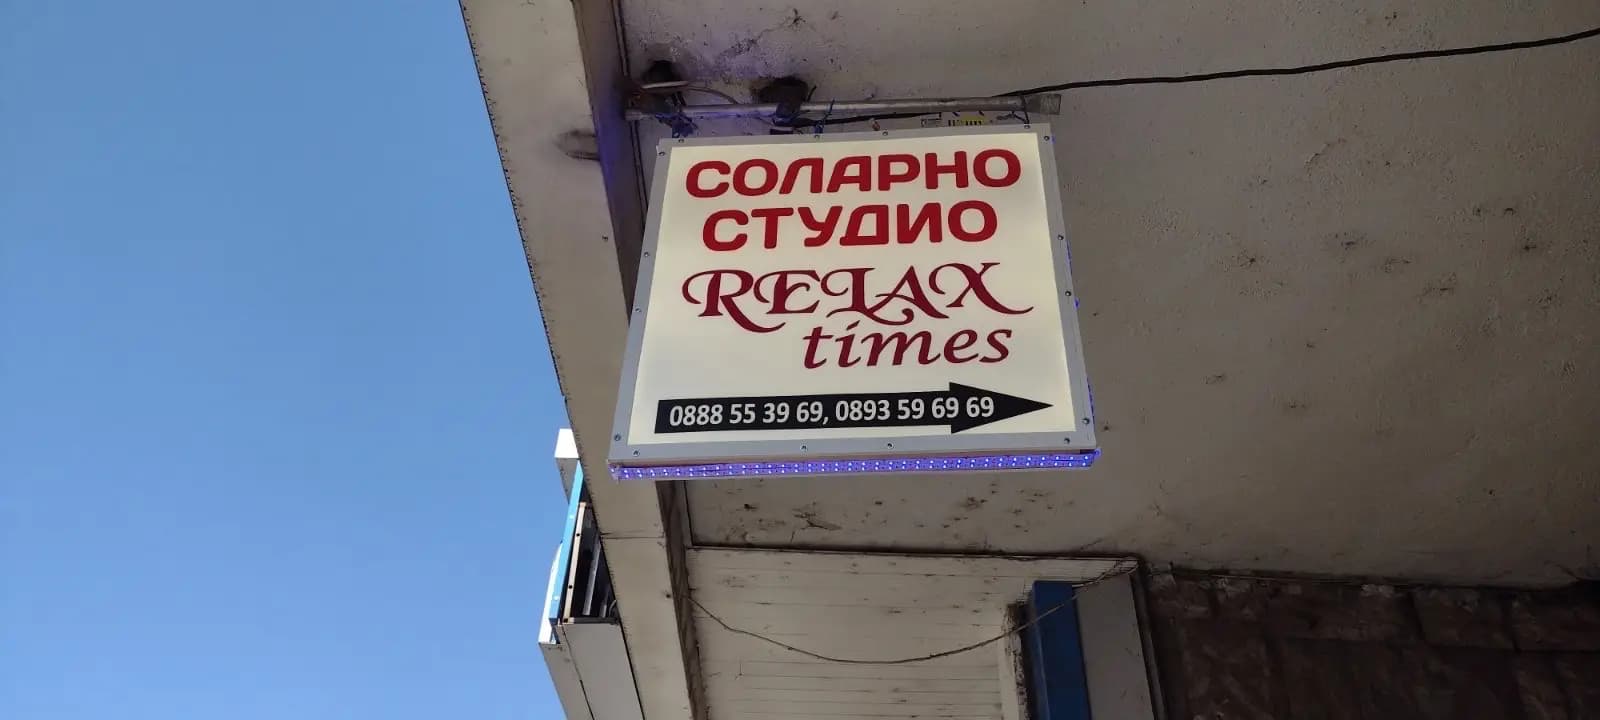 СОЛАРНО
СТУДИО
RELAX
times
0888 55 39 69, 0893 59 69 69